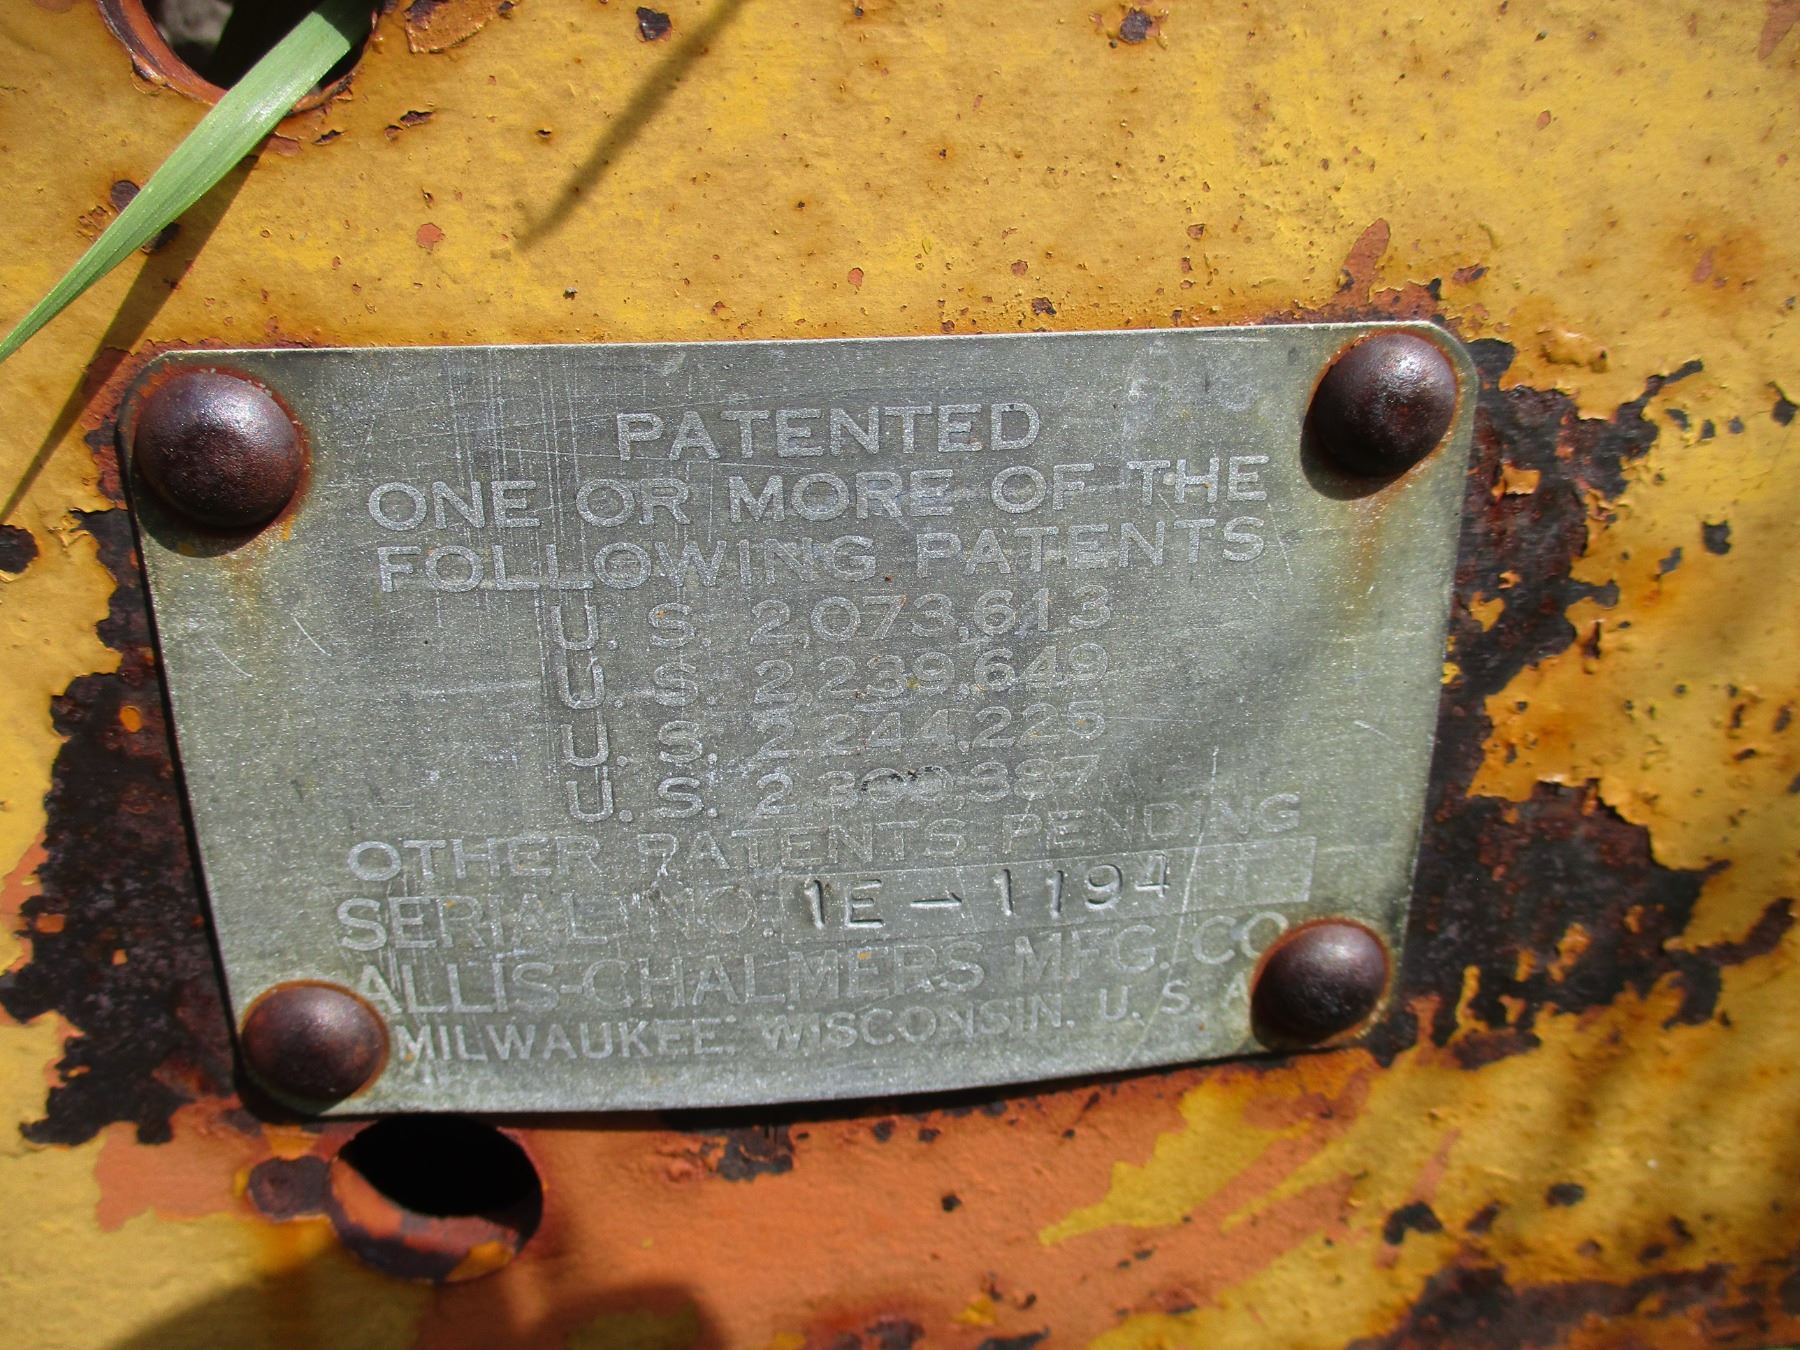 PATENTED
ONE OR MORE OF THE
FOLLOWING PATENTS
U. S. 2,073,613
U. S. 2,239,649
U. S. 2,244,225
U. S.
OTHER PATENTS PENDING
SERIAL NO. 1E-1194
ALLIS-CHALMERS MFG. CO.
MILWAUKEE, WISCONSIN, U. S. A.